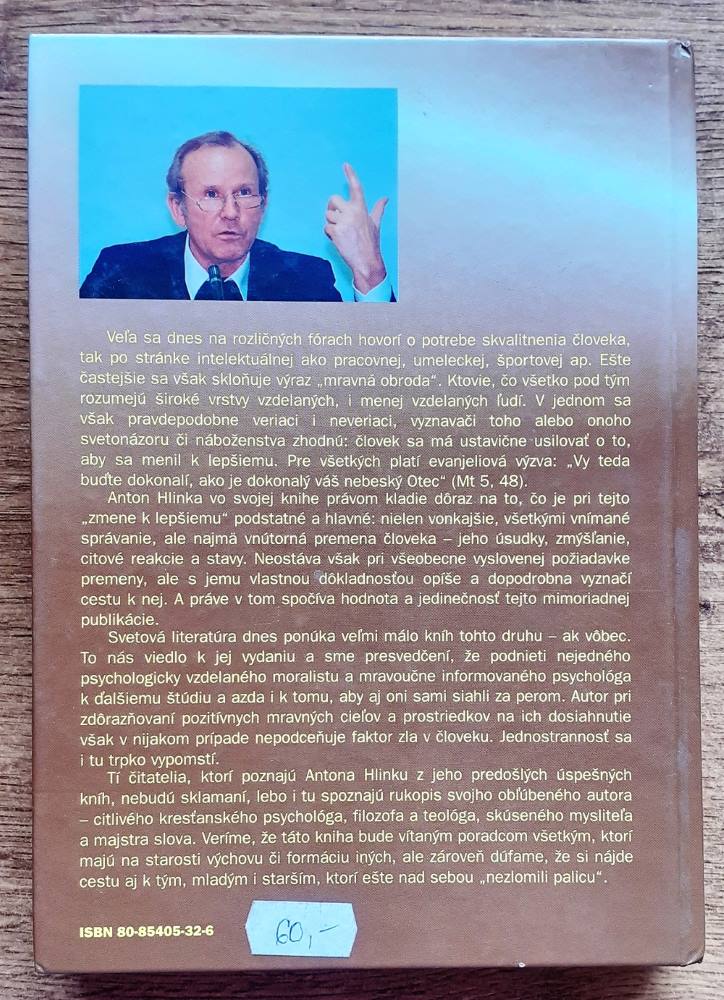 Veľa sa dnes na rozličných fórach hovorí o potrebe skvalitnenia človeka,
tak po stránke intelektuálnej ako pracovnej, umeleckej, športovej ap. Ešte
častejšie sa však skloňuje výraz „mravná obroda“. Ktovie, čo všetko pod tým
rozumejú široké vrstvy vzdelaných, i menej vzdelaných ľudí. V jednom sa
však pravdepodobne veriaci i neveriaci, vyznavači toho alebo onoho
svetonázoru či náboženstva zhodnú: človek sa má ustavične usilovať o to,
aby sa menil k lepšiemu. Pre všetkých platí evanjeliová výzva: „Vy teda
buďte dokonalí, ako je dokonalý váš nebeský Otec“ (Mt 5, 48).
Anton Hlinka vo svojej knihe právom kladie dôraz na to, čo je pri tejto
„zmene k lepšiemu“ podstatné a hlavné: nielen vonkajšie, všetkými vnímané
správanie, ale najmä vnútorná premena človeka – jeho úsudky, zmýšľanie,
citové reakcie a stavy. Neostáva však pri všeobecne vyslovenej požiadavke
premeny, ale s jemu vlastnou dôkladnosťou opíše a dopodrobna vyznačí
cestu k nej. A práve v tom spočíva hodnota a jedinečnosť tejto mimoriadnej
publikácie.
Svetová literatúra dnes ponúka veľmi málo kníh tohto druhu – ak vôbec.
To nás viedlo k jej vydaniu a sme presvedčení, že podnieti nejedného
psychologicky vzdelaného moralistu a mravoučne informovaného psychológa
k ďalšiemu štúdiu a azda i k tomu, aby aj oni sami siahli za perom. Autor pri
zdôrazňovaní pozitívnych mravných cieľov a prostriedkov na ich dosiahnutie
však v nijakom prípade nepodceňuje faktor zla v človeku. Jednostrannosť sa
i tu trpko vypomstí.
Tí čitatelia, ktorí poznajú Antona Hlinku z jeho predošlých úspešných
kníh, nebudú sklamaní, lebo i tu spoznajú rukopis svojho obľúbeného autora
– citlivého kresťanského psychológa, filozofa a teológa, skúseného mysliteľa
a majstra slova. Veríme, že táto kniha bude vítaným poradcom všetkým, ktorí
majú na starosti výchovu či formáciu iných, ale zároveň dúfame, že si nájde
cestu aj k tým, mladým i starším, ktorí ešte nad sebou „nezlomili palicu“.
ISBN 80-85405-32-6
60,-